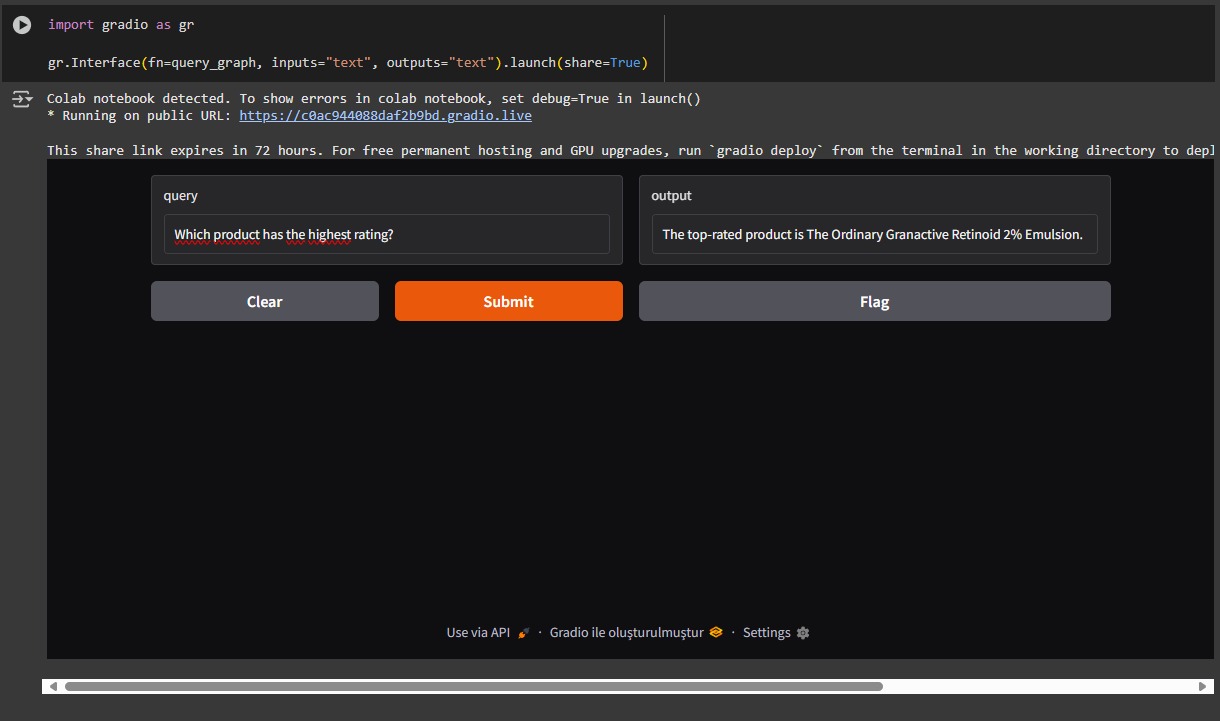 import gradio as gr
gr.Interface(fn=query_graph, inputs="text", outputs="text").launch(share=True)
Colab notebook detected. To show errors in colab notebook, set debug=True in launch()
* Running on public URL: https://c0ac944088daf2b9bd.gradio.live
This share link expires in 72 hours. For free permanent hosting and GPU upgrades, run `gradio deploy` from the terminal in the working directory to depl
query
Which product has the highest rating?
output
The top-rated product is The Ordinary Granactive Retinoid 2% Emulsion.
Clear
Submit
Flag
Use via API · Gradio ile oluşturulmuştur · Settings